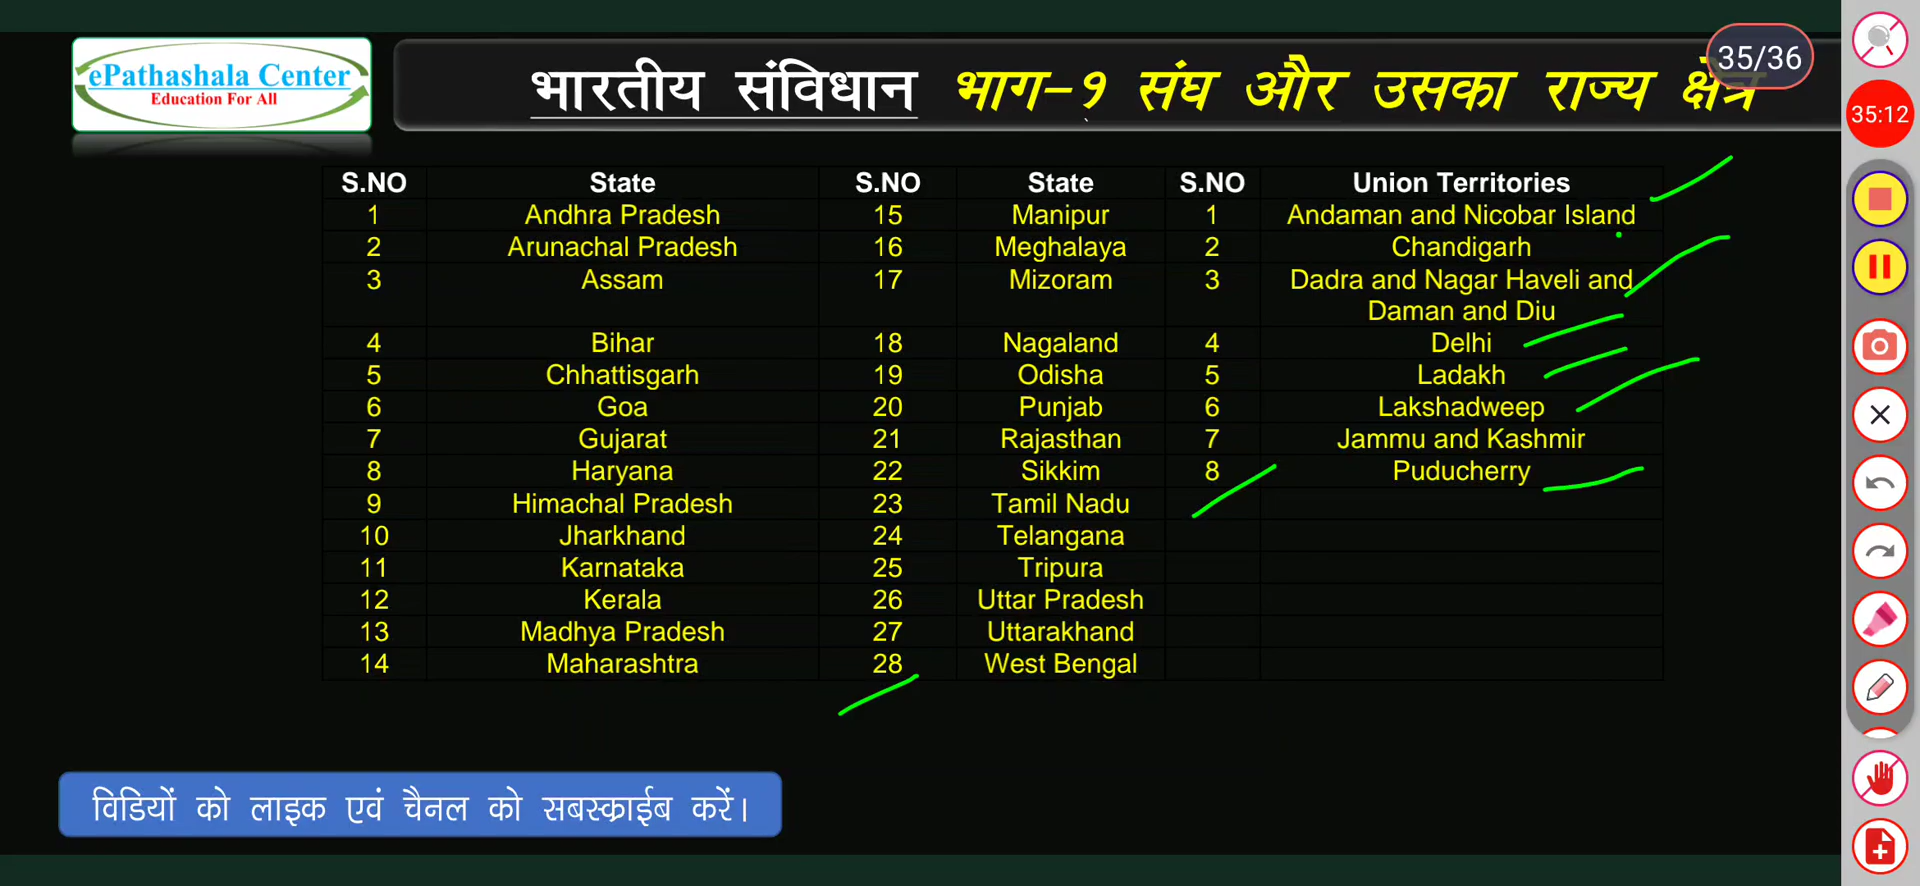 ePathashala Center
Education For All
भारतीय संविधान भाग-१ संघ और उसका राज्य क्षेत्र
35/36
35:12
S.NO State S.NO State S.NO Union Territories
1 Andhra Pradesh 15 Manipur 1 Andaman and Nicobar Island
2 Arunachal Pradesh 16 Meghalaya 2 Chandigarh
3 Assam 17 Mizoram 3 Dadra and Nagar Haveli and
Daman and Diu
4 Bihar 18 Nagaland 4 Delhi
5 Chhattisgarh 19 Odisha 5 Ladakh
6 Goa 20 Punjab 6 Lakshadweep
7 Gujarat 21 Rajasthan 7 Jammu and Kashmir
8 Haryana 22 Sikkim 8 Puducherry
9 Himachal Pradesh 23 Tamil Nadu
10 Jharkhand 24 Telangana
11 Karnataka 25 Tripura
12 Kerala 26 Uttar Pradesh
13 Madhya Pradesh 27 Uttarakhand
14 Maharashtra 28 West Bengal
विडियों को लाइक एवं चैनल को सबस्क्राईब करें।